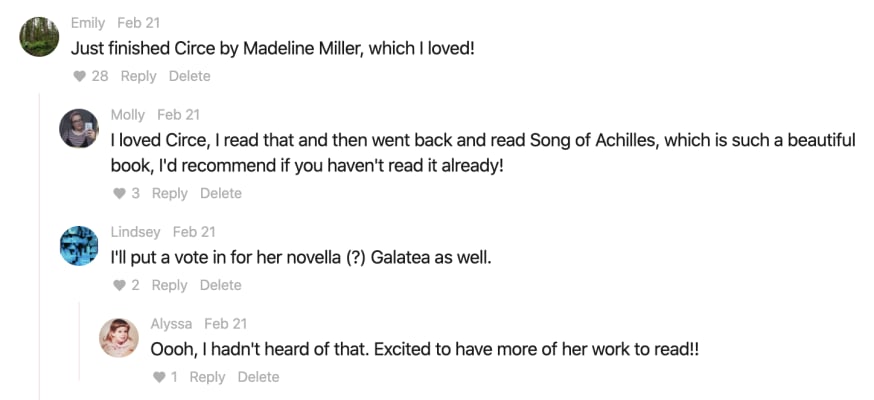 Emily Feb 21
Just finished Circe by Madeline Miller, which I loved!
28 Reply Delete
Molly Feb 21
I loved Circe, I read that and then went back and read Song of Achilles, which is such a beautiful
book, I'd recommend if you haven't read it already!
3 Reply Delete
Lindsey Feb 21
I'll put a vote in for her novella (?) Galatea as well.
2 Reply Delete
Alyssa Feb 21
Oooh, I hadn't heard of that. Excited to have more of her work to read!!
1 Reply Delete